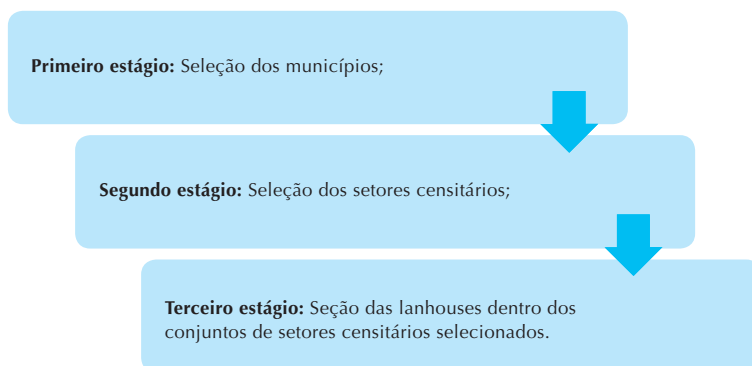 Primeiro estágio: Seleção dos municípios;
Segundo estágio: Seleção dos setores censitários;
Terceiro estágio: Seção das lanhouses dentro dos
conjuntos de setores censitários selecionados.